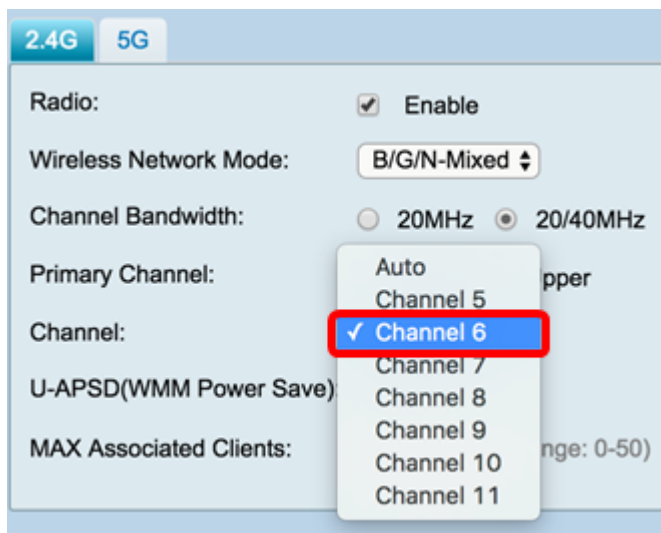 2.4G 5G
Radio: Enable
Wireless Network Mode: B/G/N-Mixed
Channel Bandwidth: 20MHz 20/40MHz
Primary Channel: pper
Channel:
U-APSD(WMM Power Save):
MAX Associated Clients: nge: 0-50)
Auto
Channel 5
✓ Channel 6
Channel 7
Channel 8
Channel 9
Channel 10
Channel 11